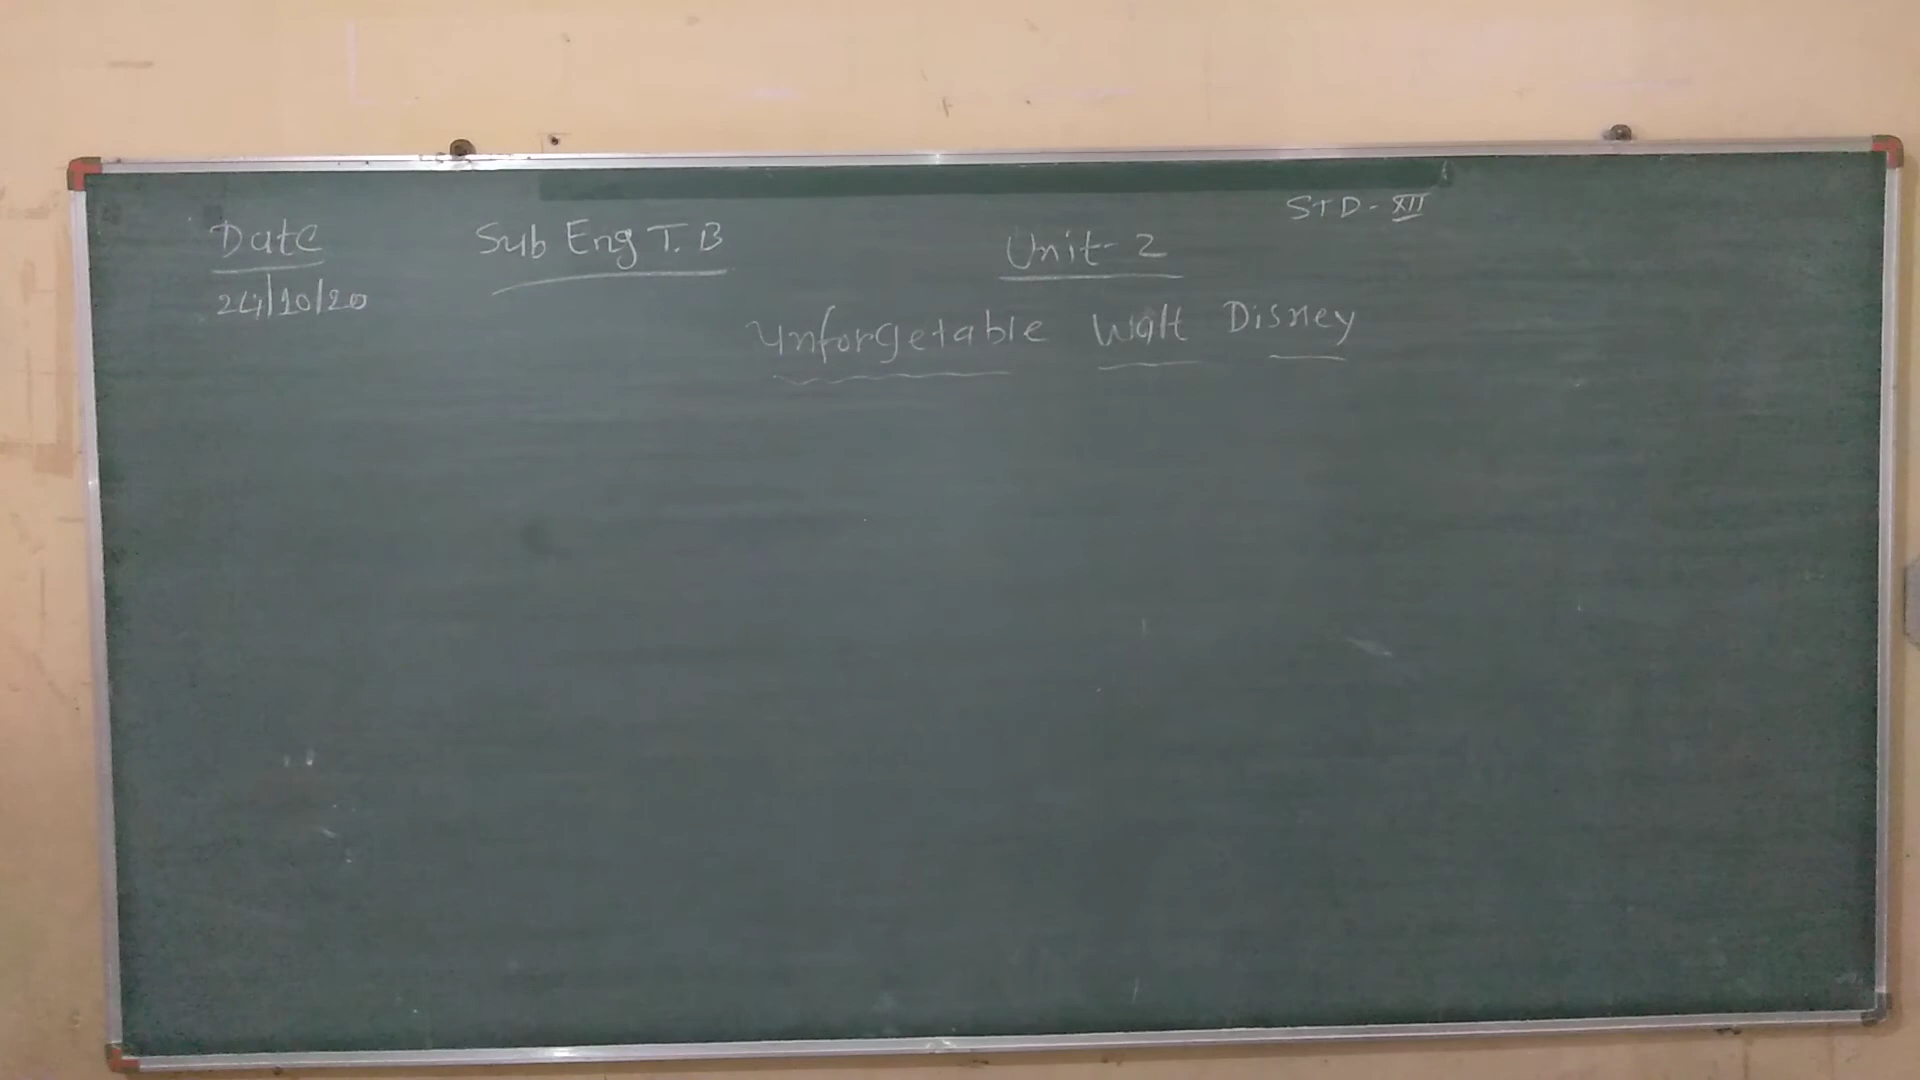 STD- XII
Date Sub Eng T.B Unit- 2
24/10/20
Unforgetable Walt Disney